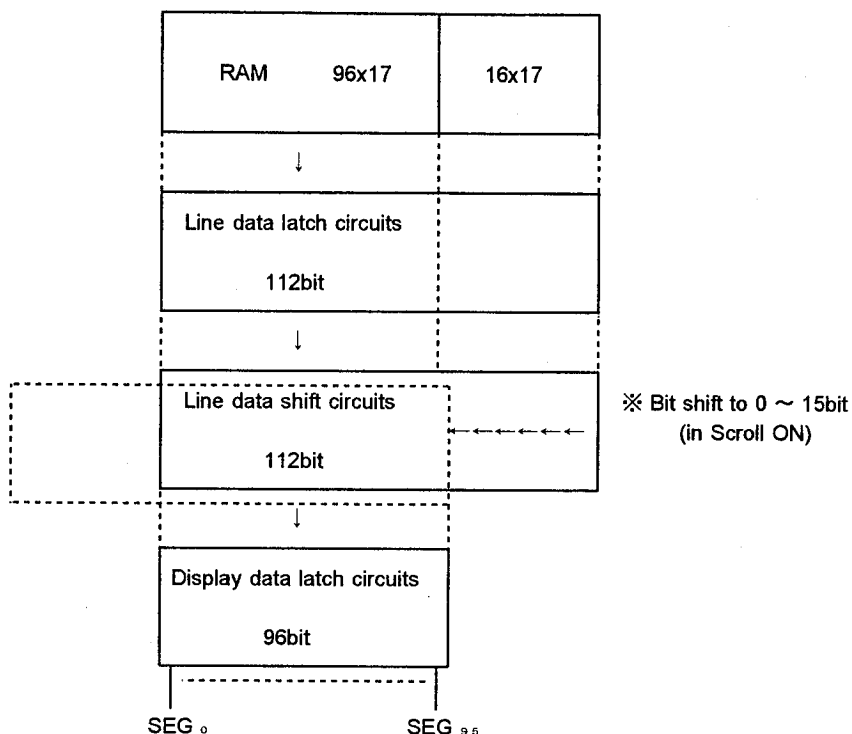 RAM 96x17 16x17
↓
Line data latch circuits
112bit
↓
Line data shift circuits
112bit
※ Bit shift to 0 ～ 15bit
(in Scroll ON)
←←←←←←
↓
Display data latch circuits
96bit
SEG 0 SEG 95